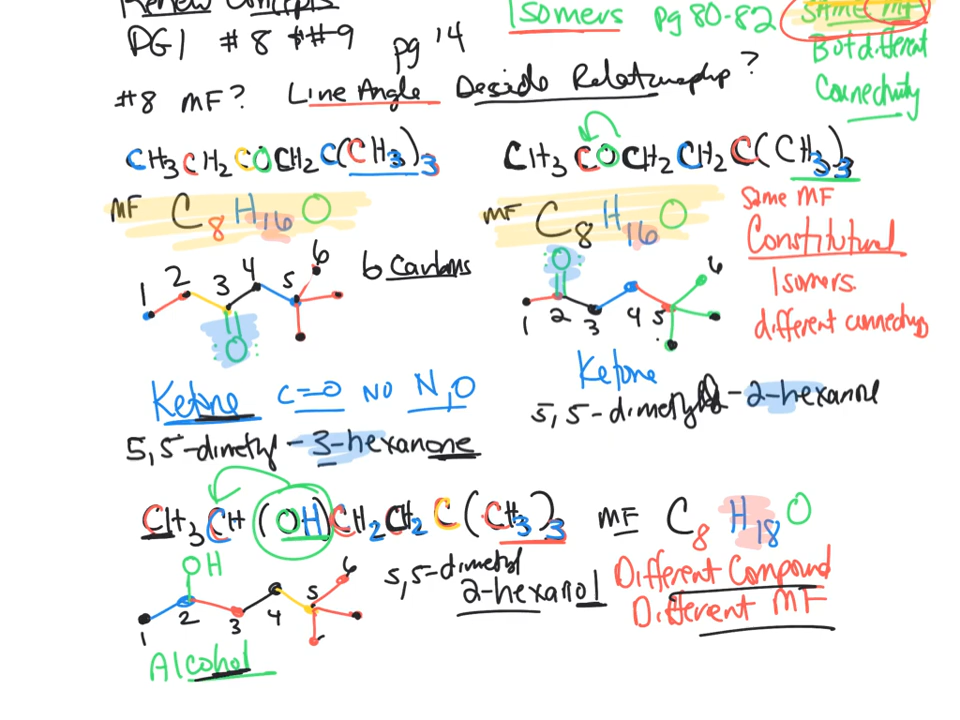 Review Concepts
Isomers pg 80-82 SAME MF
PG1 #8 ##9 pg 14
But different
Connectivity
#8 MF? Line Angle Decide Relationship?
CH3CH2COCH2C(CH3)3
CH3COCH2CH2C(CH3)3
MF C8H16O
MF C8H16O
Same MF
Constitutional
Isomers
different connectivity
1 2 3 4 5 6
O
6 Carbons
O
1 2 3 4 5 6
Ketone C=O NO N,O
Ketone
5,5-dimethyl-3-hexanone
5,5-dimethyl-2-hexanone
CH3CH(OH)CH2CH2C(CH3)3 MF C8H18O
OH
1 2 3 4 5 6
5,5-dimethyl
2-hexanol
Different Compound
Different MF
Alcohol